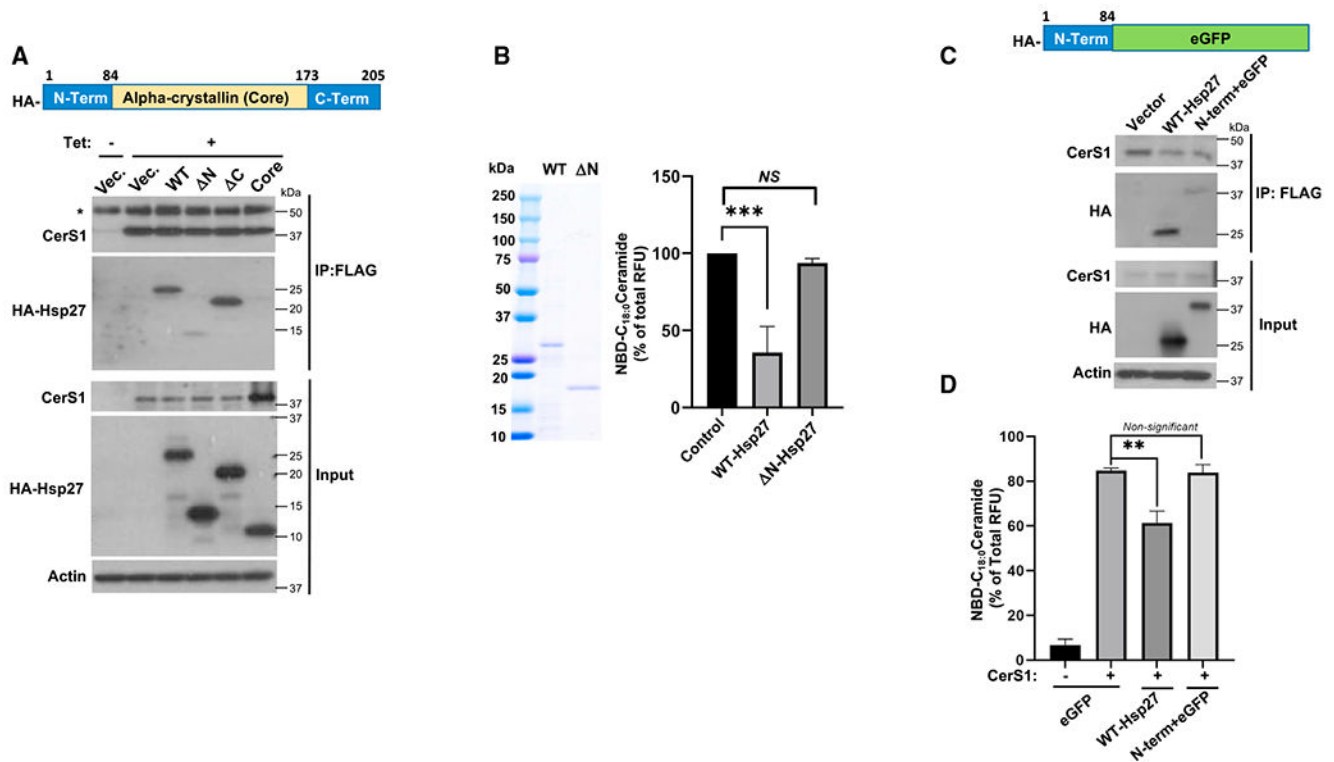 A
1 84 173 205
HA- N-Term Alpha-crystallin (Core) C-Term
Tet: - +
Vec. Vec. WT ΔN ΔC Core
kDa
* 50
CerS1 37
IP:FLAG
HA-Hsp27
25
20
15
CerS1
37
37
25
20
HA-Hsp27
15
10
Input
Actin
37
B
kDa WT ΔN
250
150
100
75
50
37
25
20
15
10
150
100
50
0
NBD-C18:0Ceramide
(% of total RFU)
NS
***
Control
WT-Hsp27
ΔN-Hsp27
C
1 84
HA- N-Term eGFP
Vector
WT-Hsp27
N-term+eGFP
kDa
50
CerS1
37
IP: FLAG
37
HA
25
CerS1
37
37
HA
Input
25
Actin
37
D
100
80
60
40
20
0
NBD-C18:0Ceramide
(% of Total RFU)
Non-significant
**
CerS1: - + + +
eGFP
WT-Hsp27
N-term+eGFP